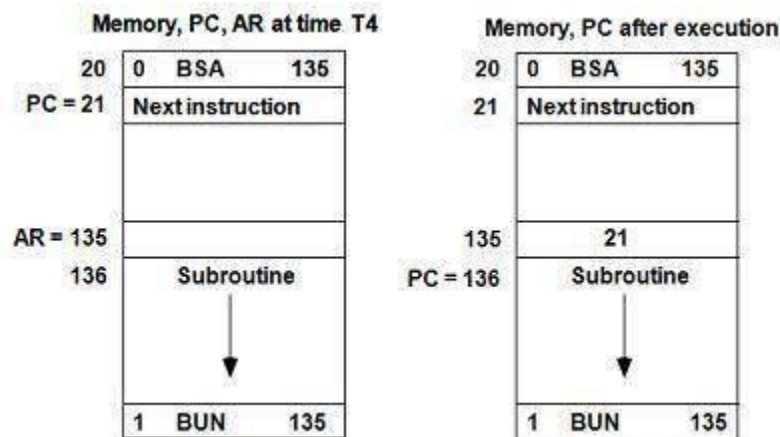 Memory, PC, AR at time T4
20 0 BSA 135
PC = 21 Next instruction
AR = 135
136 Subroutine
1 BUN 135
Memory, PC after execution
20 0 BSA 135
21 Next instruction
135 21
PC = 136 Subroutine
1 BUN 135